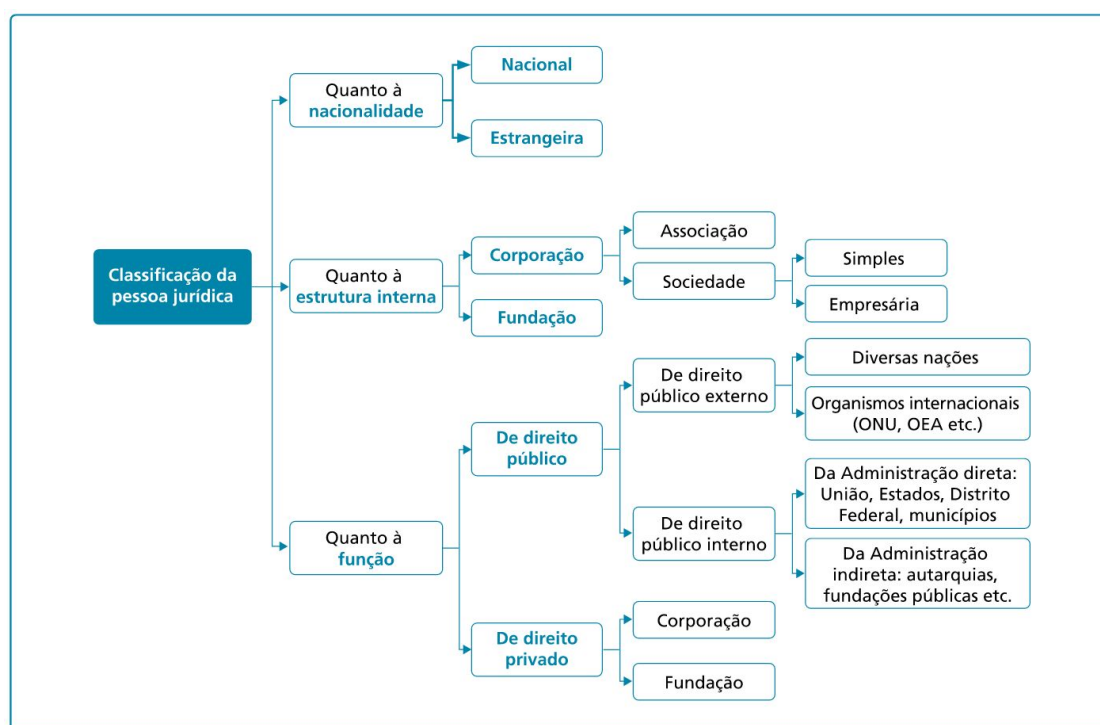 Classificação da
pessoa jurídica
Quanto à
nacionalidade
Nacional
Estrangeira
Quanto à
estrutura interna
Corporação
Associação
Sociedade
Simples
Empresária
Fundação
Quanto à
função
De direito
público
De direito
público externo
Diversas nações
Organismos internacionais
(ONU, OEA etc.)
De direito
público interno
Da Administração direta:
União, Estados, Distrito
Federal, municípios
Da Administração
indireta: autarquias,
fundações públicas etc.
De direito
privado
Corporação
Fundação